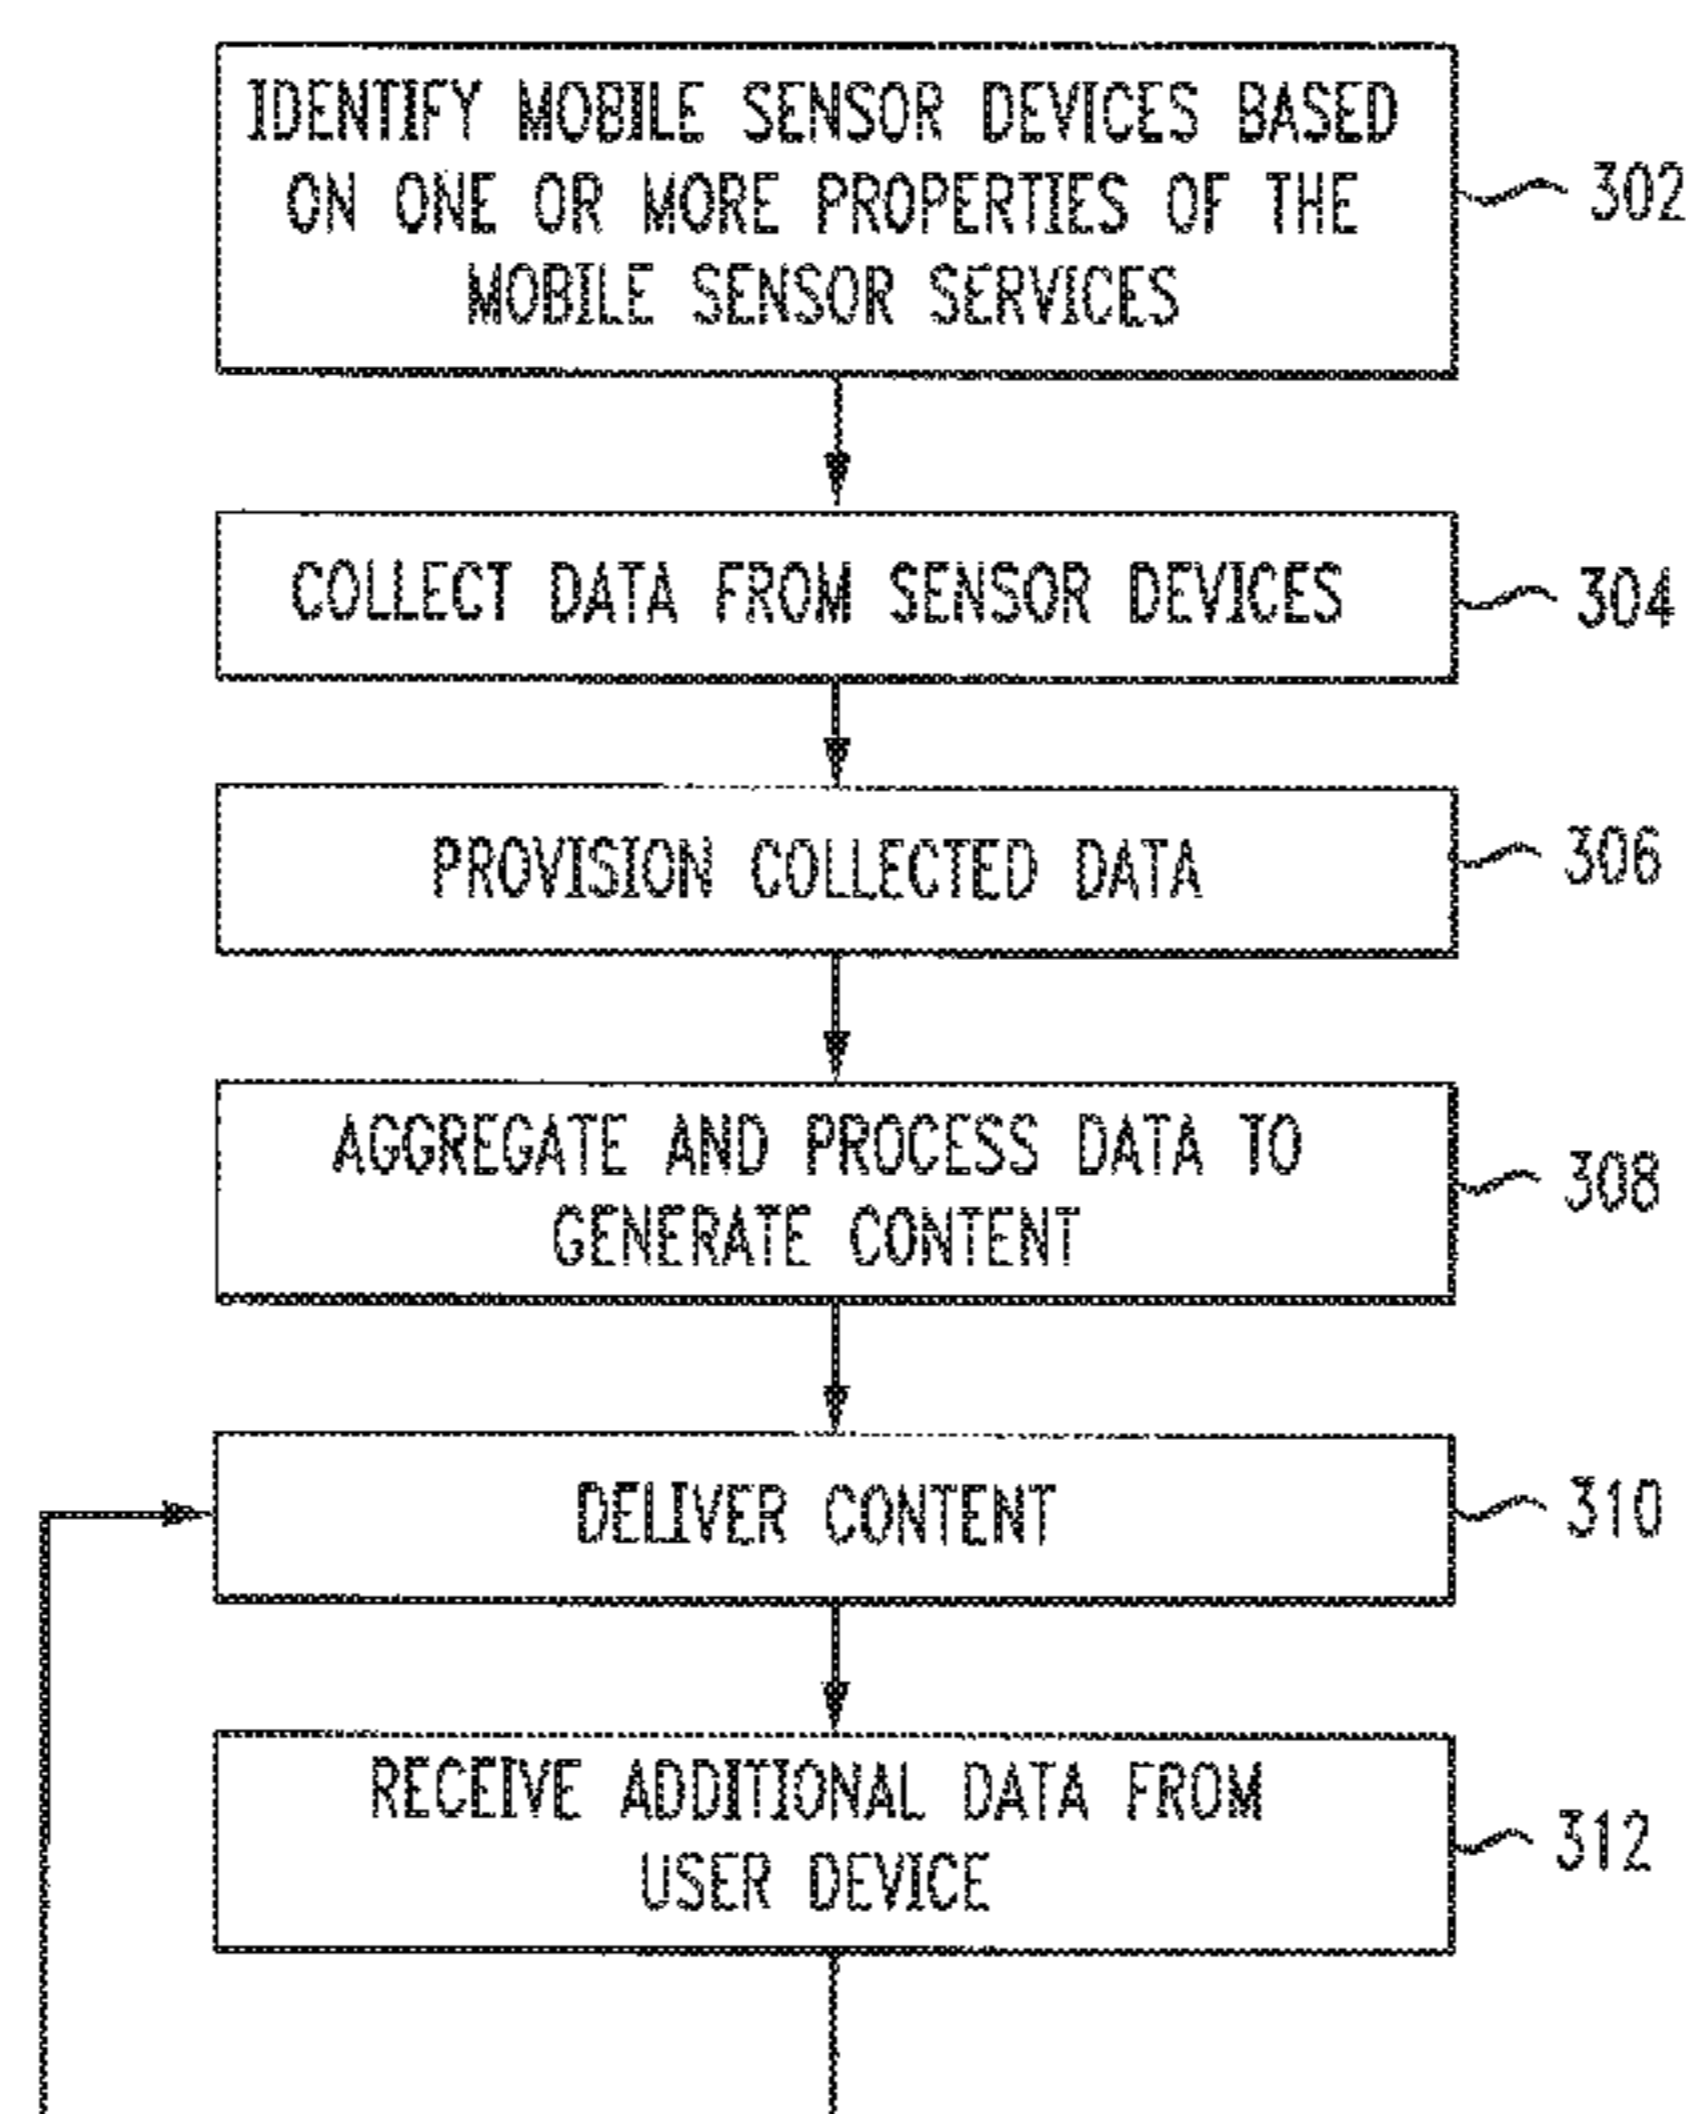 IDENTIFY MOBILE SENSOR DEVICES BASED
ON ONE OR MORE PROPERTIES OF THE
MOBILE SENSOR SERVICES
302
COLLECT DATA FROM SENSOR DEVICES
304
PROVISION COLLECTED DATA
306
AGGREGATE AND PROCESS DATA TO
GENERATE CONTENT
308
DELIVER CONTENT
310
RECEIVE ADDITIONAL DATA FROM
USER DEVICE
312